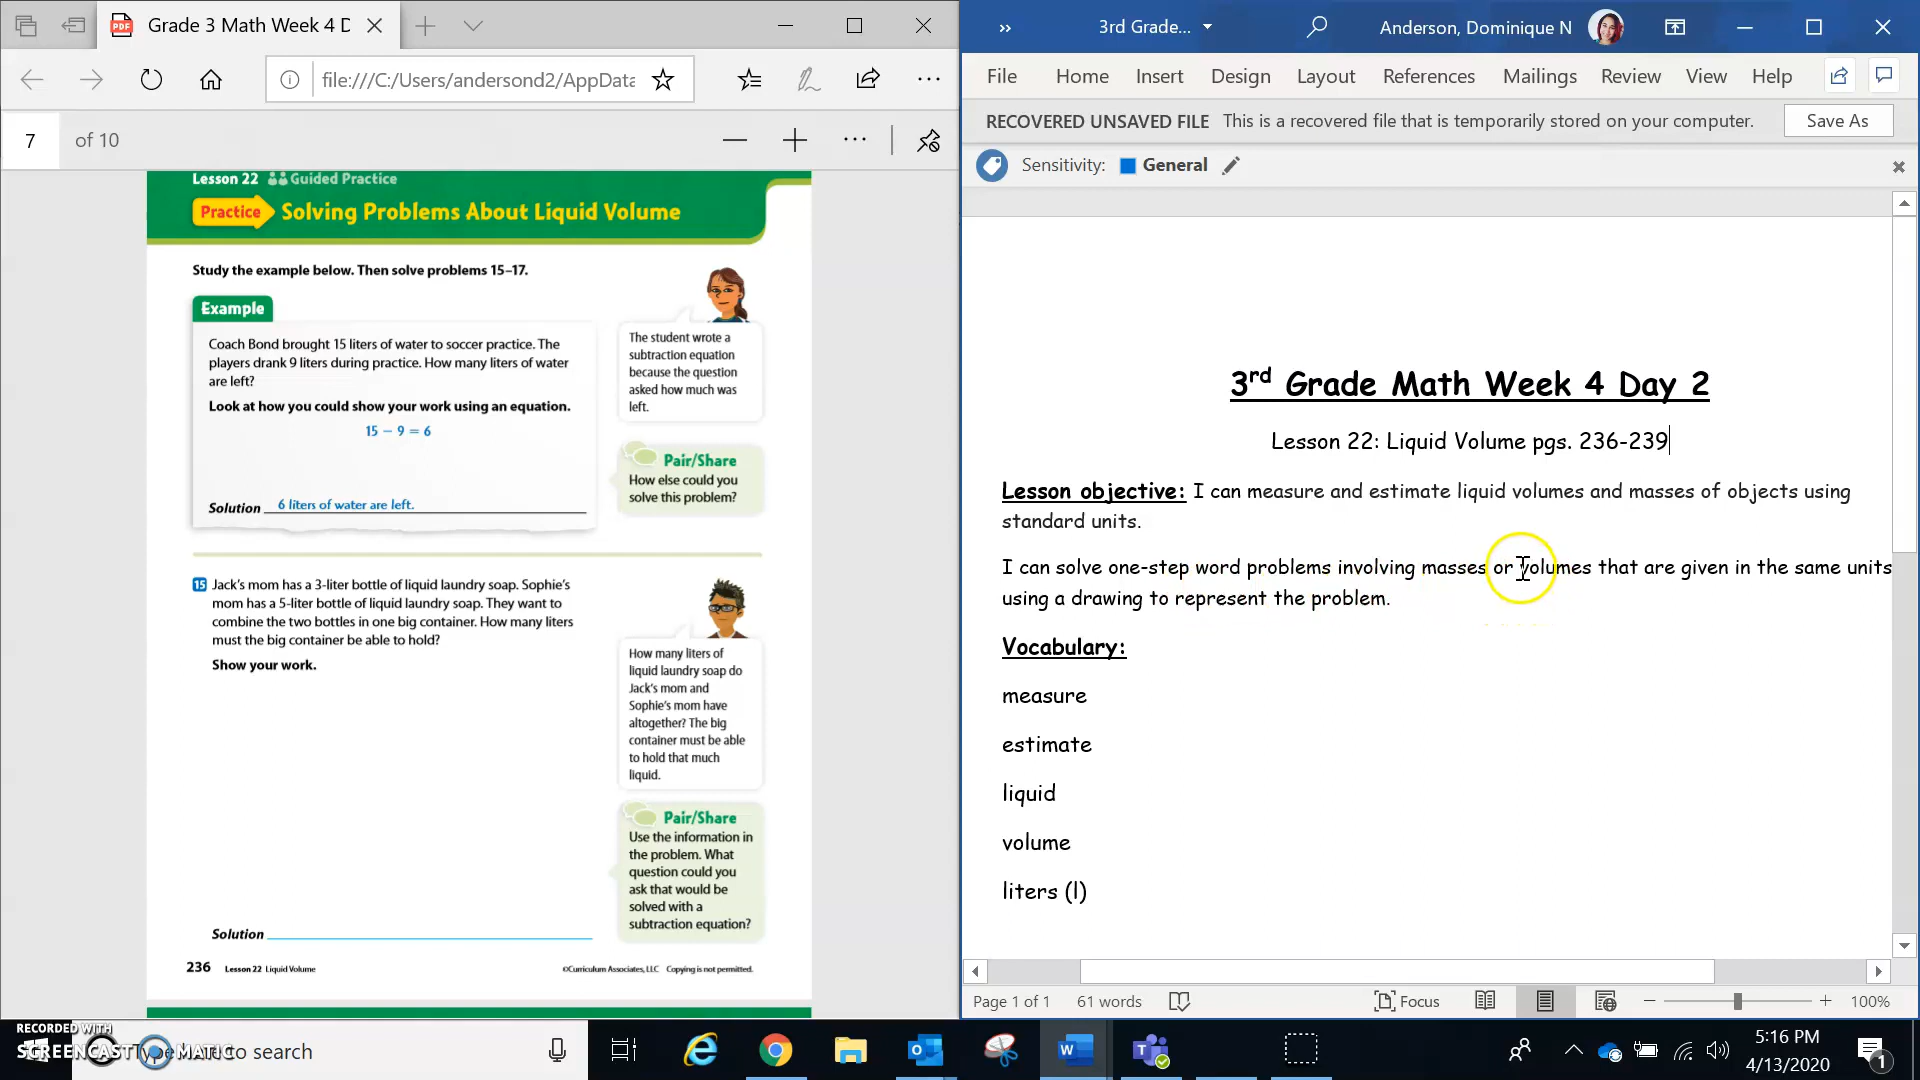 Grade 3 Math Week 4 D
file:///C:/Users/andersond2/AppData
7 of 10
Lesson 22 Guided Practice
Practice Solving Problems About Liquid Volume
Study the example below. Then solve problems 15–17.
Example
Coach Bond brought 15 liters of water to soccer practice. The
players drank 9 liters during practice. How many liters of water
are left?
Look at how you could show your work using an equation.
15 − 9 = 6
Solution 6 liters of water are left.
The student wrote a
subtraction equation
because the question
asked how much was
left.
Pair/Share
How else could you
solve this problem?
15 Jack's mom has a 3-liter bottle of liquid laundry soap. Sophie's
mom has a 5-liter bottle of liquid laundry soap. They want to
combine the two bottles in one big container. How many liters
must the big container be able to hold?
Show your work.
Solution
How many liters of
liquid laundry soap do
Jack's mom and
Sophie's mom have
altogether? The big
container must be able
to hold that much
liquid.
Pair/Share
Use the information in
the problem. What
question could you
ask that would be
solved with a
subtraction equation?
236 Lesson 22 Liquid Volume
©Curriculum Associates, LLC Copying is not permitted.
3rd Grade...
Anderson, Dominique N
File Home Insert Design Layout References Mailings Review View Help
RECOVERED UNSAVED FILE This is a recovered file that is temporarily stored on your computer. Save As
Sensitivity: General
3rd Grade Math Week 4 Day 2
Lesson 22: Liquid Volume pgs. 236-239
Lesson objective: I can measure and estimate liquid volumes and masses of objects using
standard units.
I can solve one-step word problems involving masses or volumes that are given in the same units
using a drawing to represent the problem.
Vocabulary:
measure
estimate
liquid
volume
liters (l)
Page 1 of 1 61 words Focus 100%
RECORDED WITH
SCREENCAST MATIC
Type to search
5:16 PM
4/13/2020
1